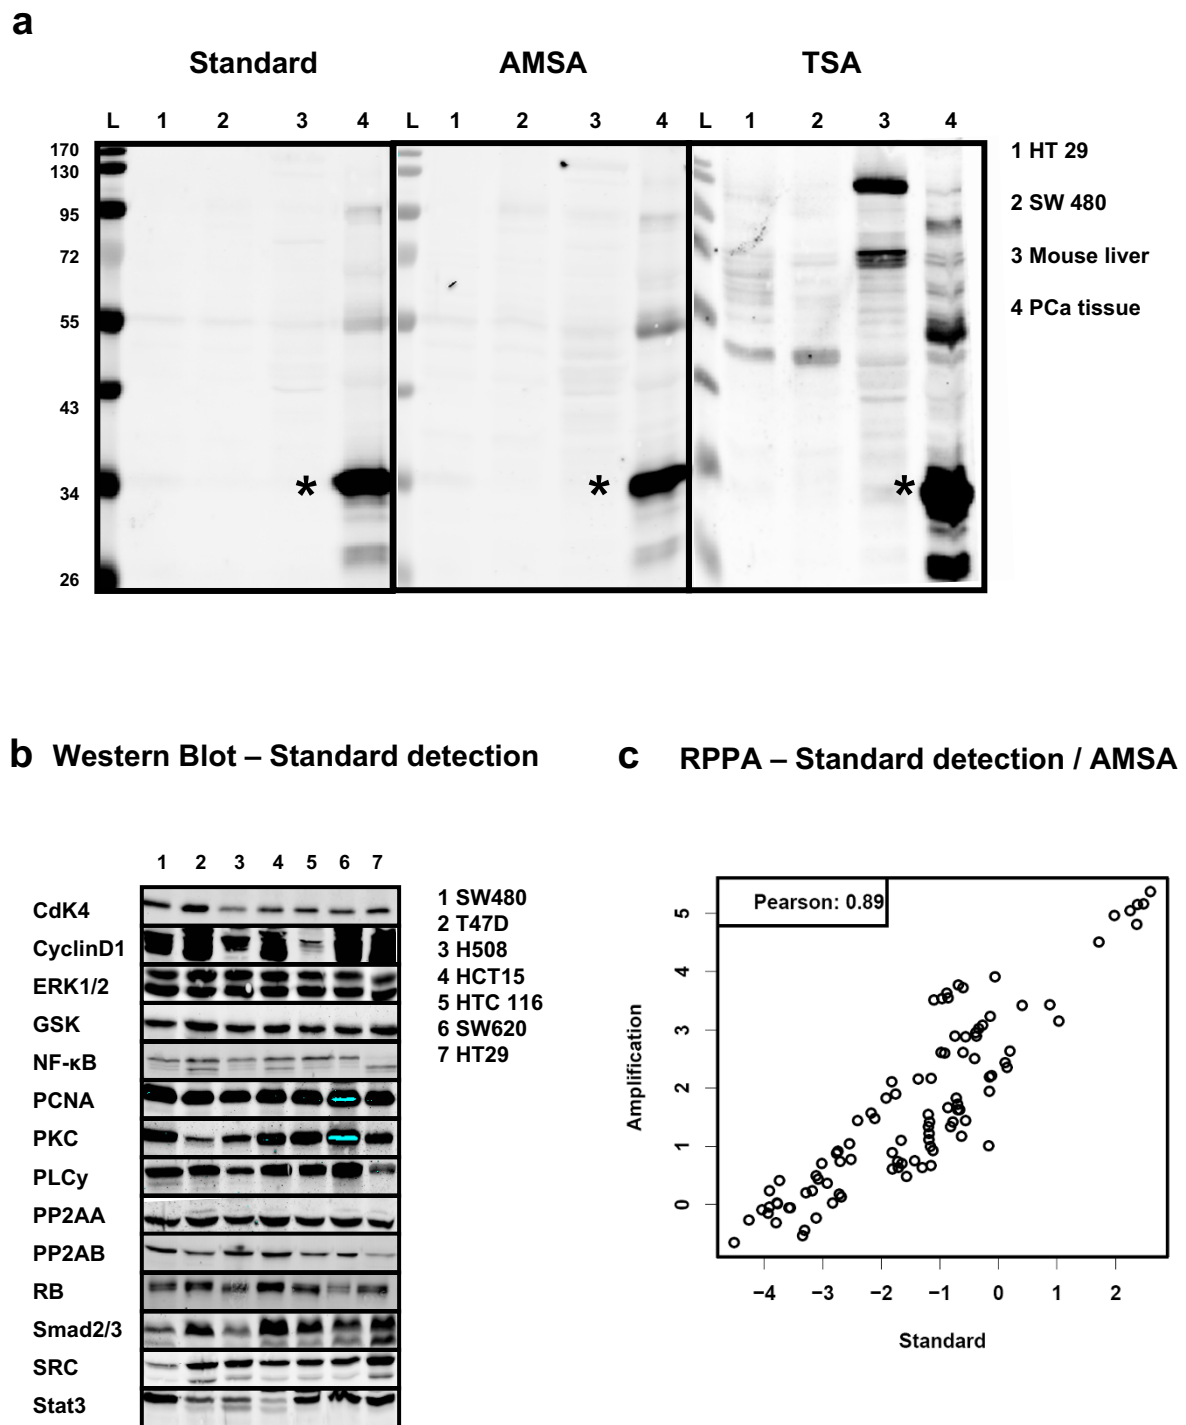 a
Standard
AMSA
TSA
L 1 2 3 4 L 1 2 3 4 L 1 2 3 4
170
130
95
72
55
43
34
26
*
*
*
1 HT 29
2 SW 480
3 Mouse liver
4 PCa tissue
b Western Blot – Standard detection
1 2 3 4 5 6 7
CdK4
CyclinD1
ERK1/2
GSK
NF-κB
PCNA
PKC
PLCy
PP2AA
PP2AB
RB
Smad2/3
SRC
Stat3
1 SW480
2 T47D
3 H508
4 HCT15
5 HTC 116
6 SW620
7 HT29
c RPPA – Standard detection / AMSA
Pearson: 0.89
Amplification
5
4
3
2
1
0
−4 −3 −2 −1 0 1 2
Standard